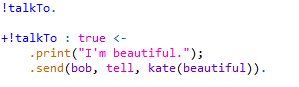 !talkTo.
+!talkTo : true <-
.print("I'm beautiful.");
.send(bob, tell, kate(beautiful)).